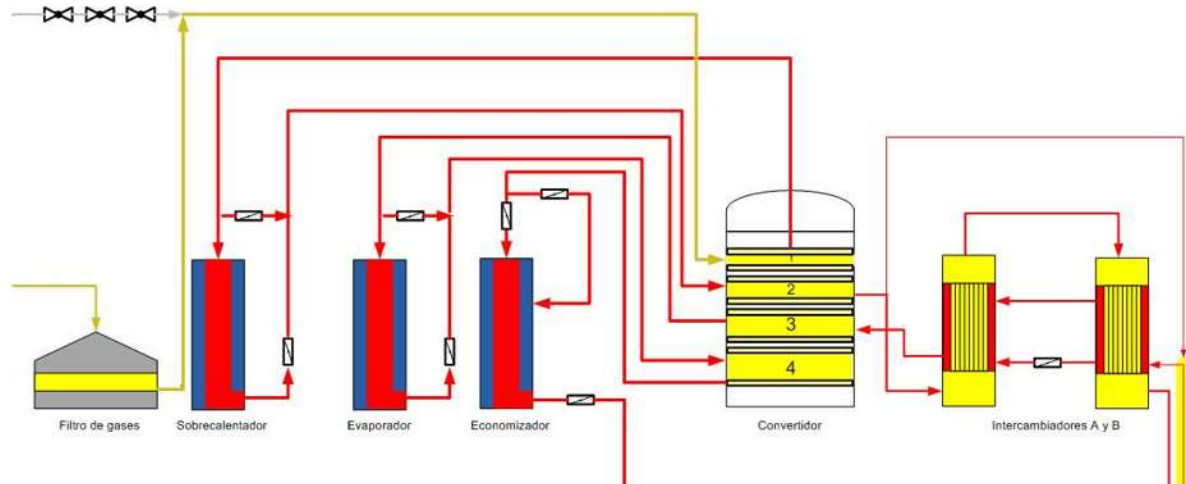 1
2
3
4
Filtro de gases
Sobrecalentador
Evaporador
Economizador
Convertidor
Intercambiadores A y B